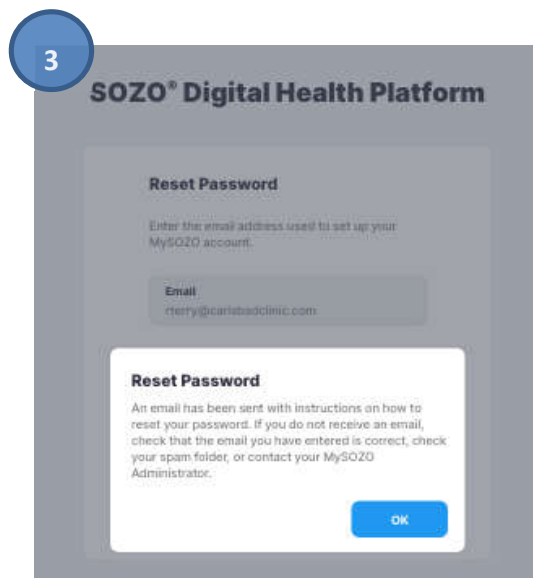 3
SOZO® Digital Health Platform
Reset Password
Enter the email address used to set up your
MySOZO account.
Email
rterry@carlsbadclinic.com
Reset Password
An email has been sent with instructions on how to
reset your password. If you do not receive an email,
check that the email you have entered is correct, check
your spam folder, or contact your MySOZO
Administrator.
OK